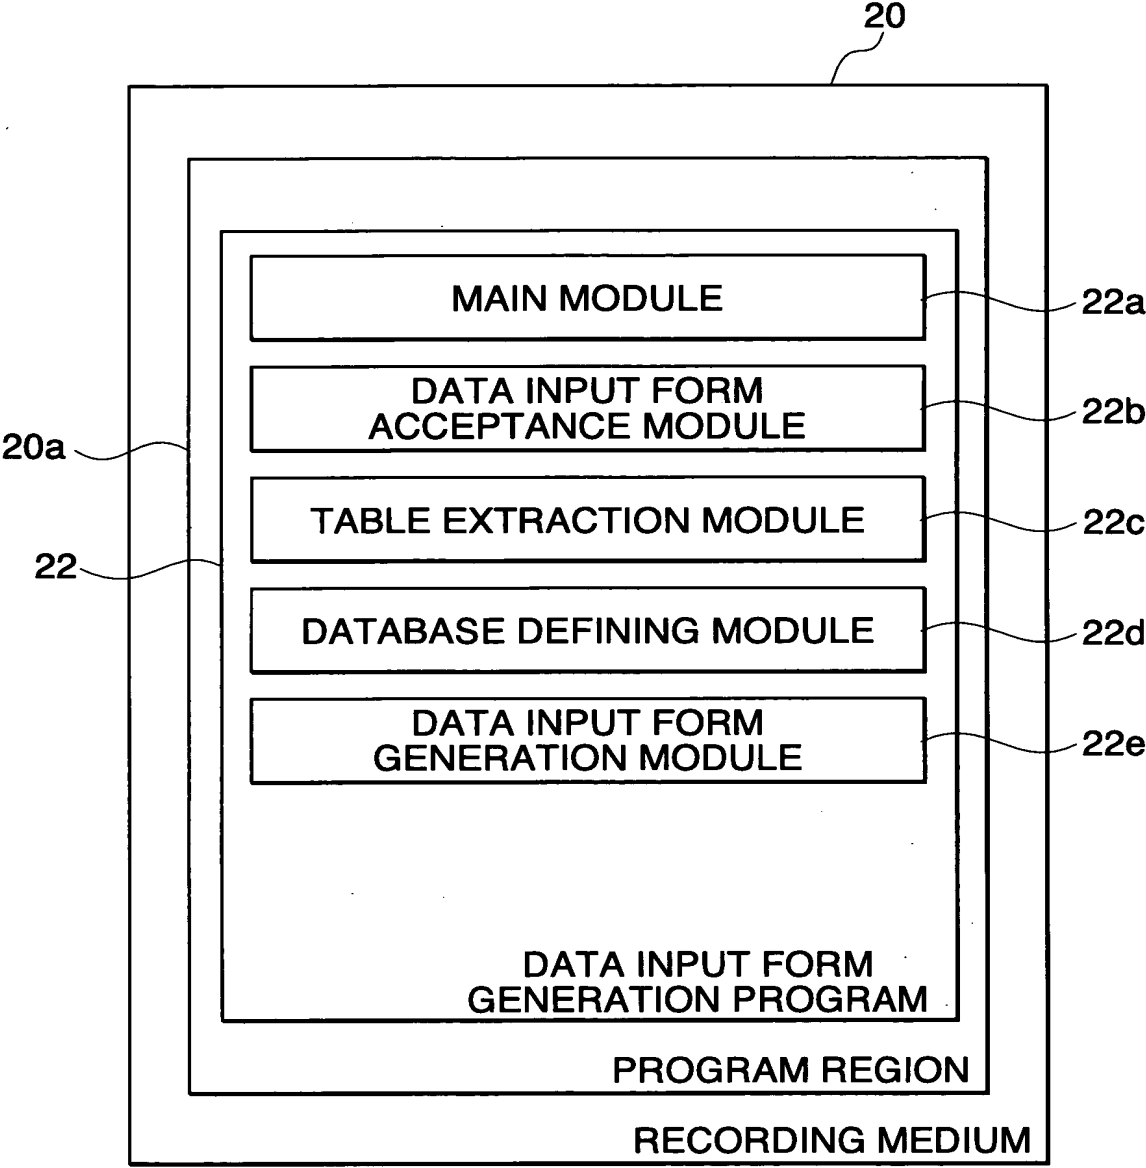 20
MAIN MODULE
22a
DATA INPUT FORM
ACCEPTANCE MODULE
22b
20a
TABLE EXTRACTION MODULE
22c
22
DATABASE DEFINING MODULE
22d
DATA INPUT FORM
GENERATION MODULE
22e
DATA INPUT FORM
GENERATION PROGRAM
PROGRAM REGION
RECORDING MEDIUM